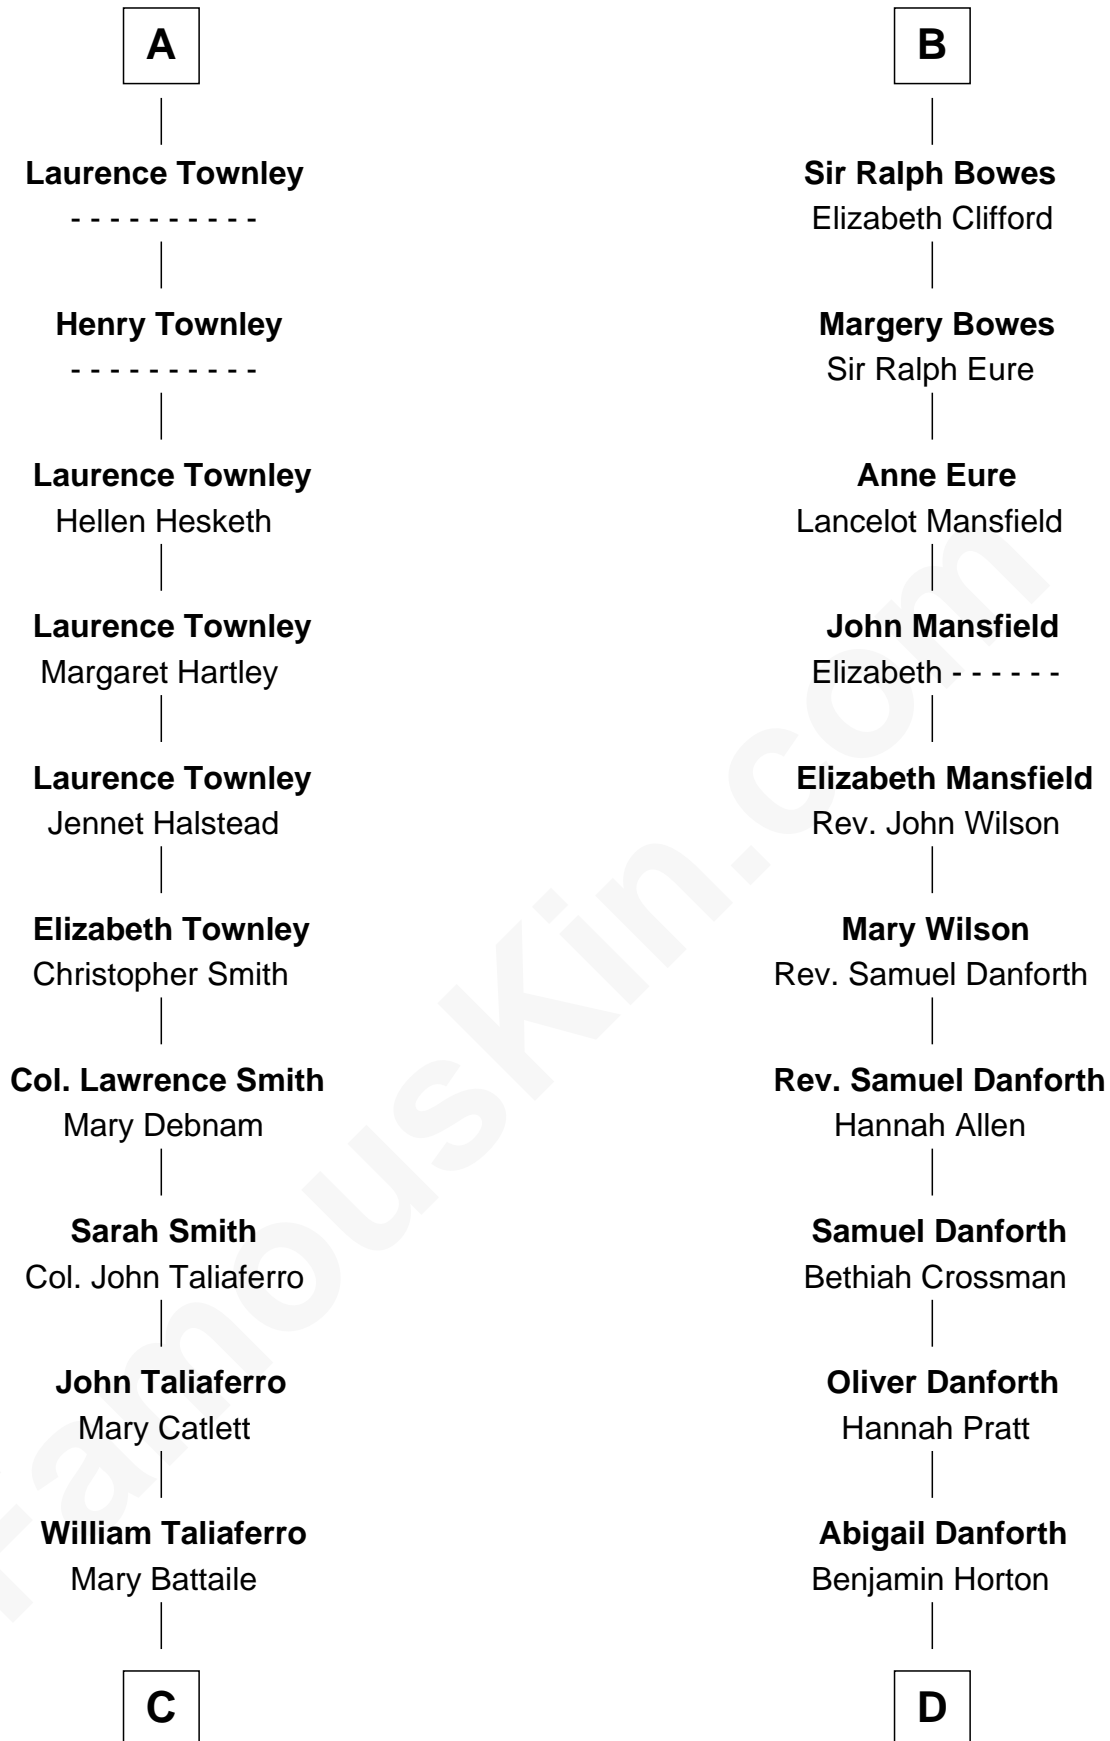 A
Laurence Townley
- - - - - - - - - -
Henry Townley
- - - - - - - - - -
Laurence Townley
Hellen Hesketh
Laurence Townley
Margaret Hartley
Laurence Townley
Jennet Halstead
Elizabeth Townley
Christopher Smith
Col. Lawrence Smith
Mary Debnam
Sarah Smith
Col. John Taliaferro
John Taliaferro
Mary Catlett
William Taliaferro
Mary Battaile
C
B
Sir Ralph Bowes
Elizabeth Clifford
Margery Bowes
Sir Ralph Eure
Anne Eure
Lancelot Mansfield
John Mansfield
Elizabeth - - - - - -
Elizabeth Mansfield
Rev. John Wilson
Mary Wilson
Rev. Samuel Danforth
Rev. Samuel Danforth
Hannah Allen
Samuel Danforth
Bethiah Crossman
Oliver Danforth
Hannah Pratt
Abigail Danforth
Benjamin Horton
D
FamousKin.com